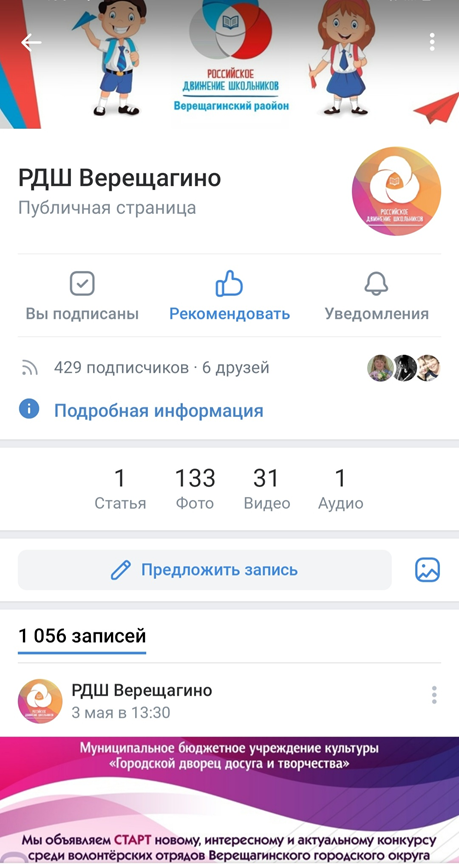 РОССИЙСКОЕ
ДВИЖЕНИЕ ШКОЛЬНИКОВ
Верещагинский раойон
РДШ Верещагино
Публичная страница
РОССИЙСКОЕ
ДВИЖЕНИЕ ШКОЛЬНИКОВ
Вы подписаны
Рекомендовать
Уведомления
429 подписчиков · 6 друзей
Подробная информация
1 133 31 1
Статья Фото Видео Аудио
Предложить запись
1 056 записей
РДШ Верещагино
3 мая в 13:30
Муниципальное бюджетное учреждение культуры
«Городской дворец досуга и творчества»
Мы объявляем СТАРТ новому, интересному и актуальному конкурсу
среди волонтёрских отрядов Верещагинского городского округа